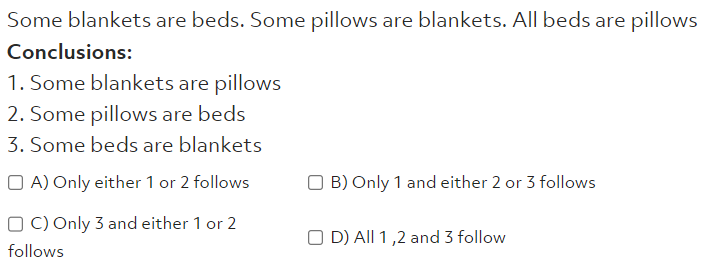 Some blankets are beds. Some pillows are blankets. All beds are pillows
Conclusions:
1. Some blankets are pillows
2. Some pillows are beds
3. Some beds are blankets
A) Only either 1 or 2 follows
B) Only 1 and either 2 or 3 follows
C) Only 3 and either 1 or 2
follows
D) All 1 ,2 and 3 follow